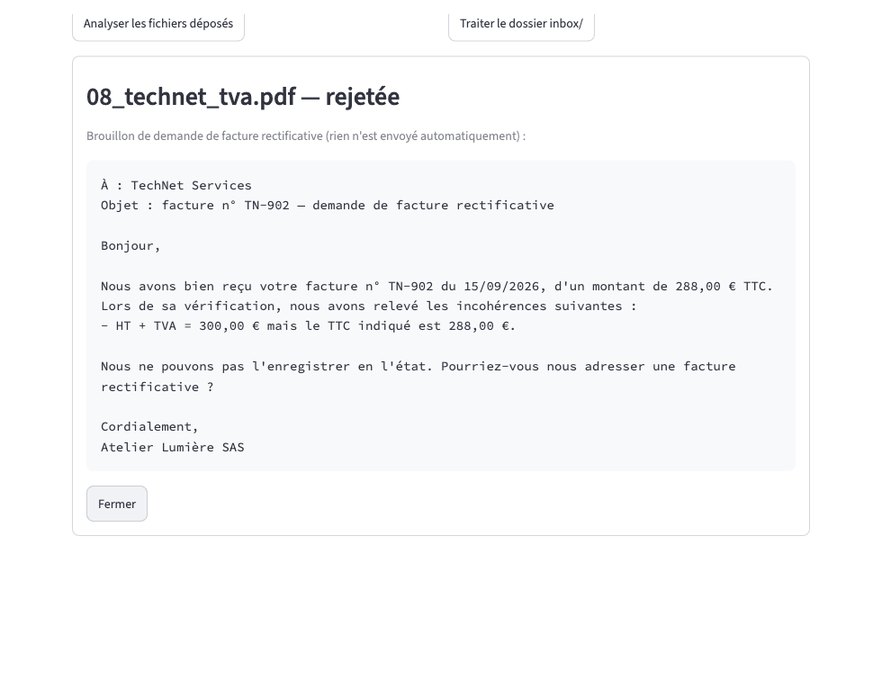 Analyser les fichiers déposés
Traiter le dossier inbox/
08_technet_tva.pdf — rejetée
Brouillon de demande de facture rectificative (rien n'est envoyé automatiquement) :
À : TechNet Services
Objet : facture n° TN-902 — demande de facture rectificative
Bonjour,
Nous avons bien reçu votre facture n° TN-902 du 15/09/2026, d'un montant de 288,00 € TTC.
Lors de sa vérification, nous avons relevé les incohérences suivantes :
- HT + TVA = 300,00 € mais le TTC indiqué est 288,00 €.
Nous ne pouvons pas l'enregistrer en l'état. Pourriez-vous nous adresser une facture
rectificative ?
Cordialement,
Atelier Lumière SAS
Fermer